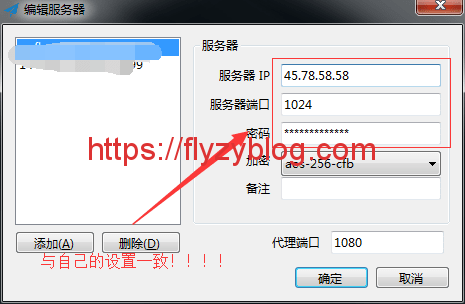 编辑服务器
服务器
服务器 IP
45.78.58.58
服务器端口
1024
密码
*************
https://flyzyblog.com
加密
aes-256-cfb
备注
添加(A)
删除(D)
代理端口
1080
与自己的设置一致！！！！
确定
取消